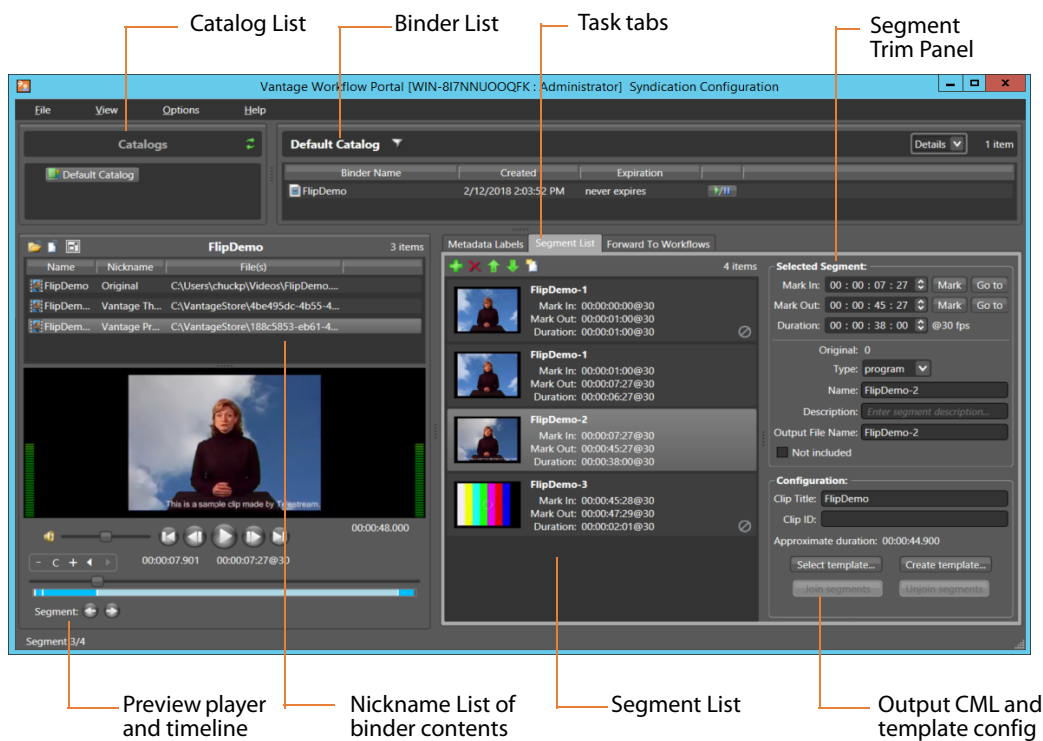 Catalog List
Binder List
Task tabs
Segment
Trim Panel
Vantage Workflow Portal [WIN-8I7NNUOOQFK : Administrator] Syndication Configuration
File View Options Help
Catalogs
Default Catalog
Default Catalog
Details
1 item
Binder Name Created Expiration
FlipDemo 2/12/2018 2:03:52 PM never expires
FlipDemo
3 items
Name Nickname File(s)
FlipDemo Original C:\Users\chuckp\Videos\FlipDemo....
FlipDem... Vantage Th... C:\VantageStore\4be495dc-4b55-4...
FlipDem... Vantage Pr... C:\VantageStore\188c5853-eb61-4...
This is a sample clip made by Telestream.
00:00:48.000
- C +
00:00:07.901 00:00:07:27@30
Segment:
Segment 3/4
Metadata Labels Segment List Forward To Workflows
4 items
FlipDemo-1
Mark In: 00:00:00:00@30
Mark Out: 00:00:01:00@30
Duration: 00:00:01:00@30
FlipDemo-1
Mark In: 00:00:01:00@30
Mark Out: 00:00:07:27@30
Duration: 00:00:06:27@30
FlipDemo-2
Mark In: 00:00:07:27@30
Mark Out: 00:00:45:27@30
Duration: 00:00:38:00@30
FlipDemo-3
Mark In: 00:00:45:28@30
Mark Out: 00:00:47:29@30
Duration: 00:00:02:01@30
Selected Segment:
Mark In: 00 : 00 : 07 : 27 Mark Go to
Mark Out: 00 : 00 : 45 : 27 Mark Go to
Duration: 00 : 00 : 38 : 00 @30 fps
Original: 0
Type: program
Name: FlipDemo-2
Description: Enter segment description...
Output File Name: FlipDemo-2
Not included
Configuration:
Clip Title: FlipDemo
Clip ID:
Approximate duration: 00:00:44.900
Select template... Create template...
Join segments Unjoin segments
Preview player
and timeline
Nickname List of
binder contents
Segment List
Output CML and
template config